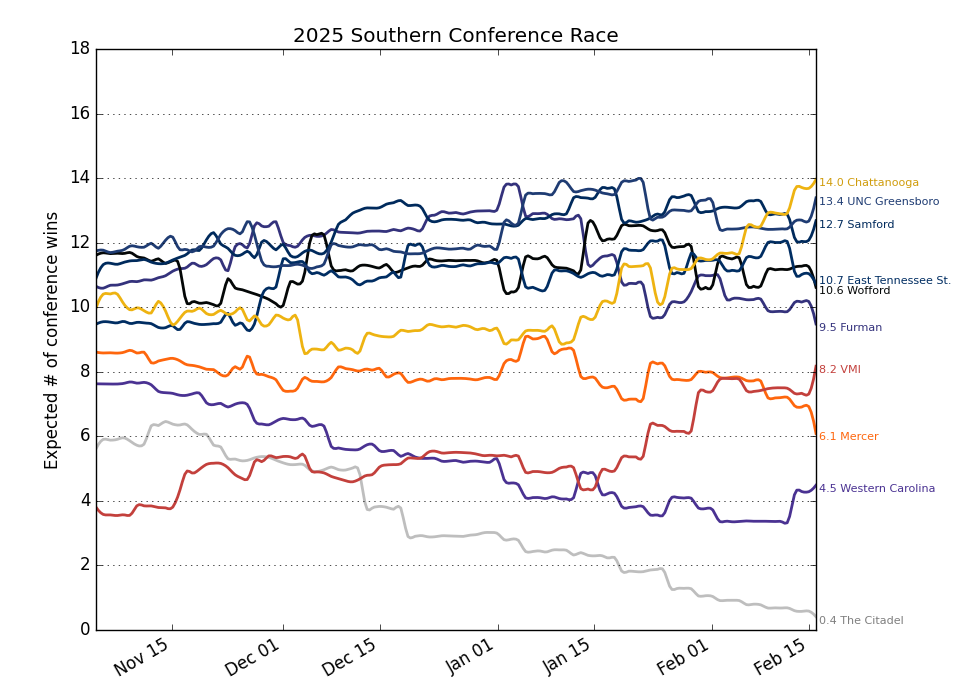 2025 Southern Conference Race
Expected # of conference wins
18
16
14
12
10
8
6
4
2
0
14.0 Chattanooga
13.4 UNC Greensboro
12.7 Samford
10.7 East Tennessee St.
10.6 Wofford
9.5 Furman
8.2 VMI
6.1 Mercer
4.5 Western Carolina
0.4 The Citadel
Nov 15
Dec 01
Dec 15
Jan 01
Jan 15
Feb 01
Feb 15